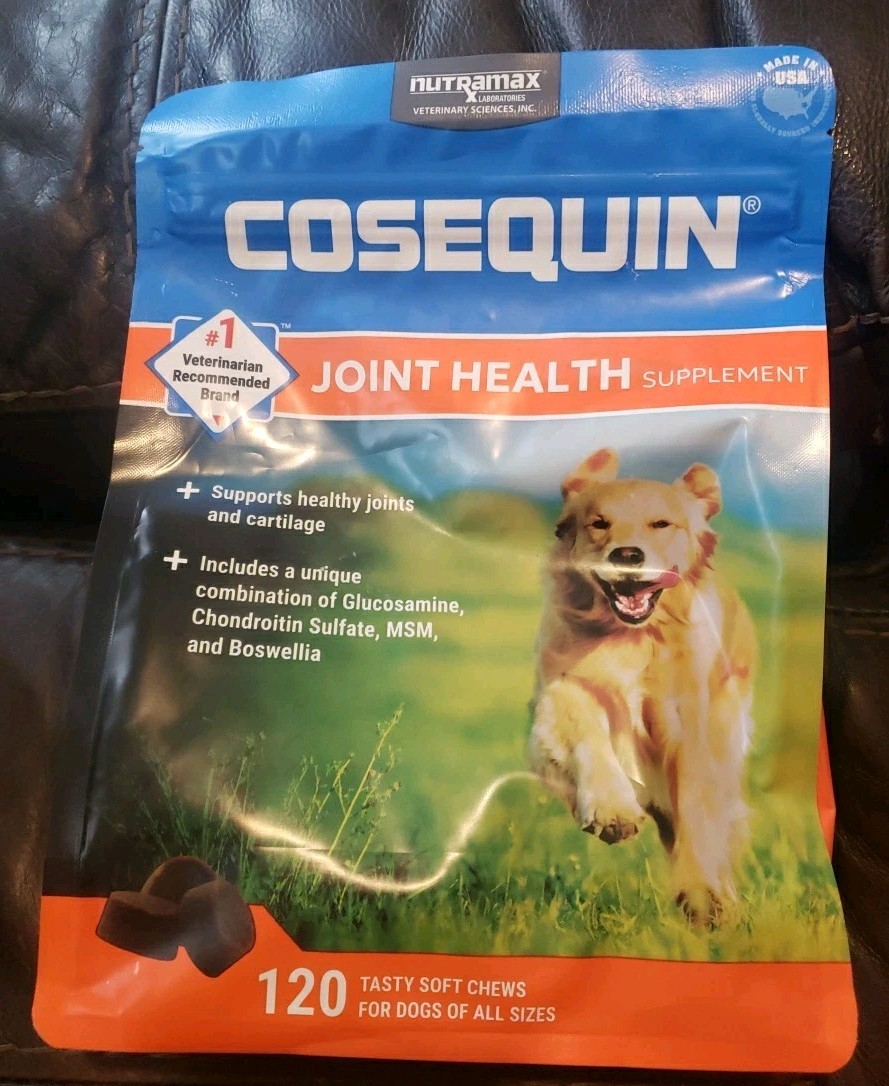 nutramax
LABORATORIES
VETERINARY SCIENCES, INC.
MADE IN
USA
COSEQUIN®
#1
Veterinarian
Recommended
Brand
™
JOINT HEALTH SUPPLEMENT
+ Supports healthy joints
and cartilage
+ Includes a unique
combination of Glucosamine,
Chondroitin Sulfate, MSM,
and Boswellia
120 TASTY SOFT CHEWS
FOR DOGS OF ALL SIZES